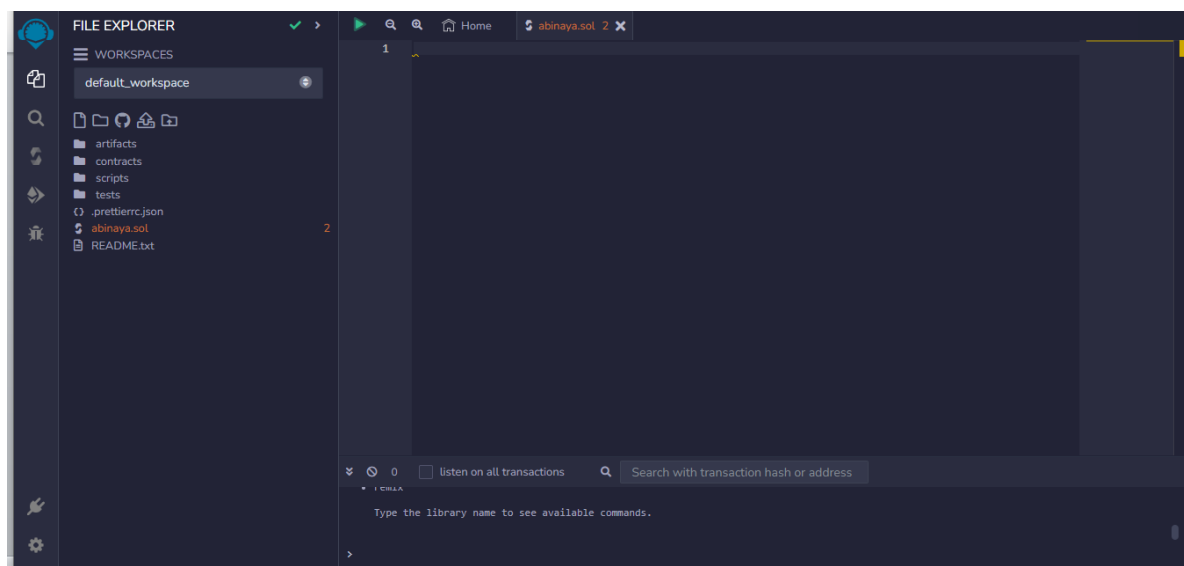 FILE EXPLORER
WORKSPACES
default_workspace
artifacts
contracts
scripts
tests
.prettierrc.json
abinaya.sol 2
README.txt
Home
abinaya.sol 2
1
0 listen on all transactions Search with transaction hash or address
remix
Type the library name to see available commands.
>